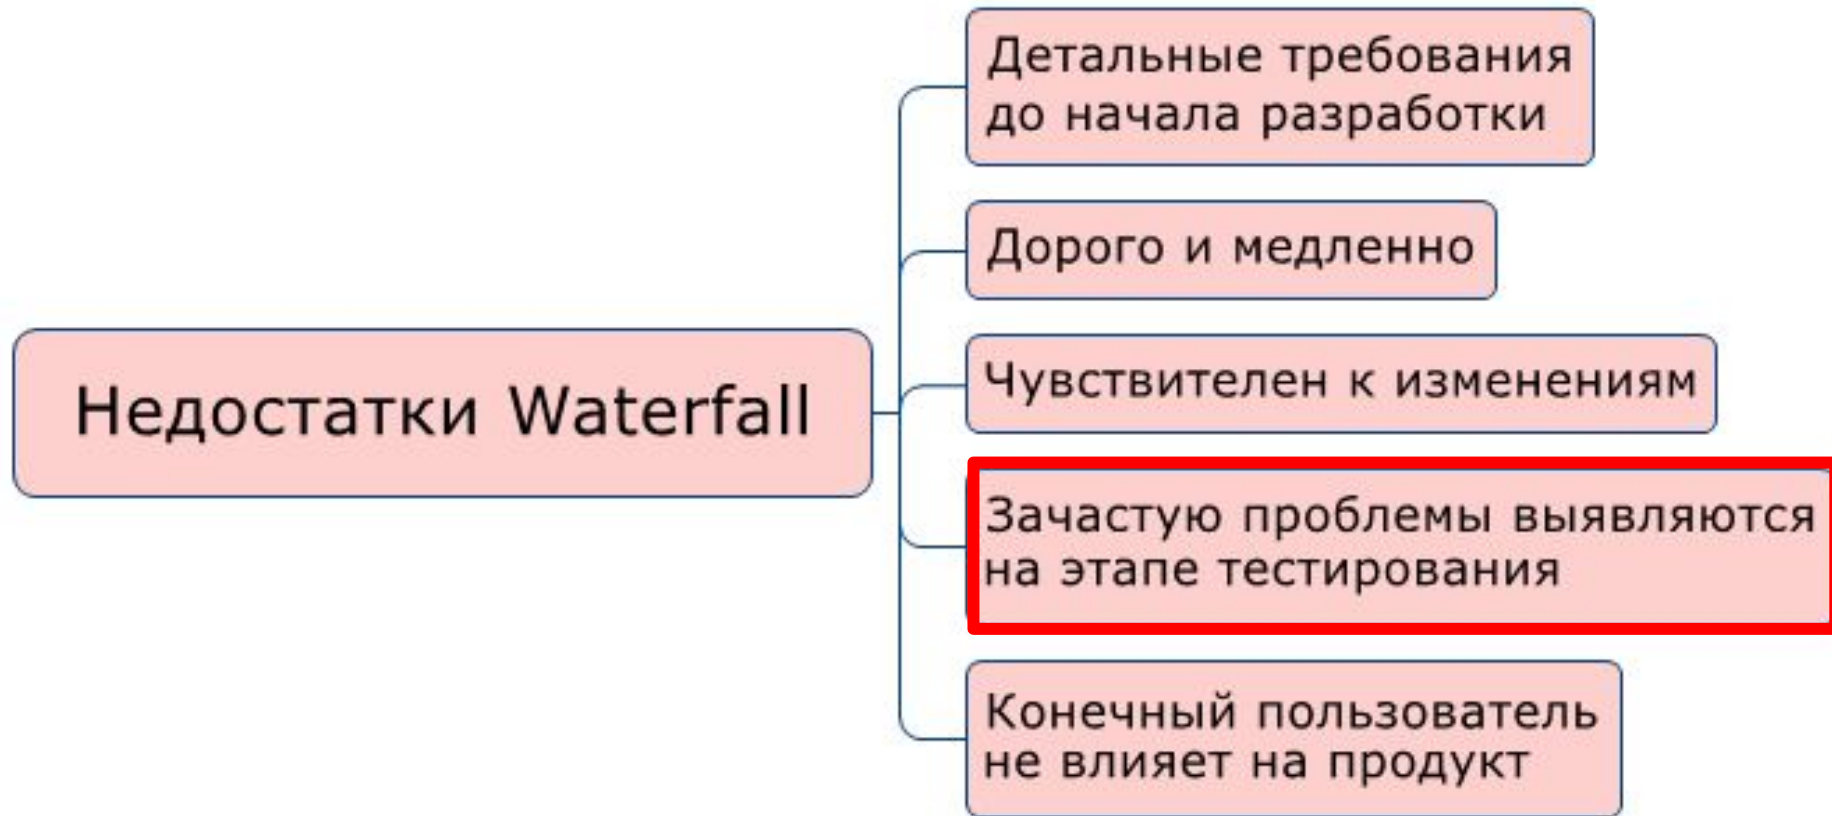 Детальные требования
до начала разработки
Дорого и медленно
Недостатки Waterfall
Чувствителен к изменениям
Зачастую проблемы выявляются
на этапе тестирования
Конечный пользователь
не влияет на продукт